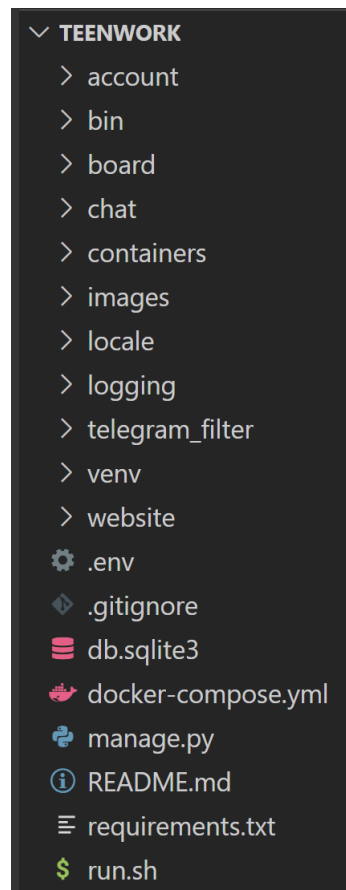 TEENWORK
account
bin
board
chat
containers
images
locale
logging
telegram_filter
venv
website
.env
.gitignore
db.sqlite3
docker-compose.yml
manage.py
README.md
requirements.txt
$ run.sh